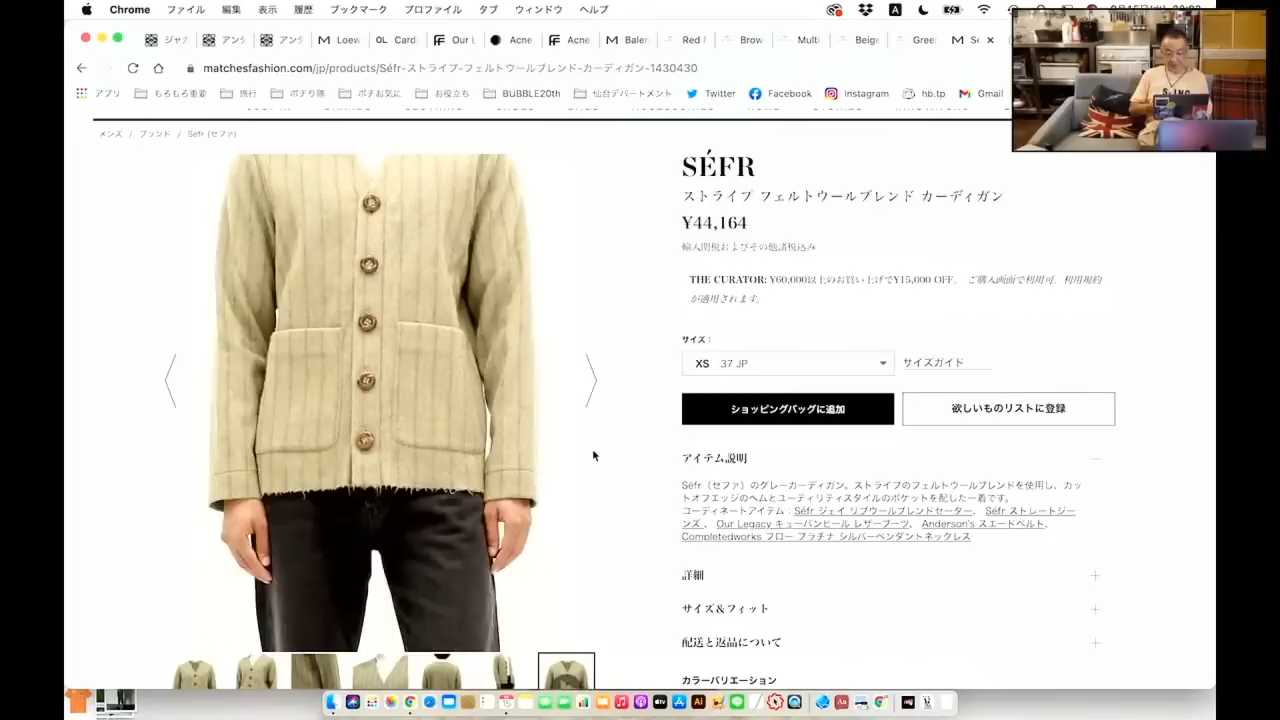 Chrome ファイル 編集 表示 履歴 ブックマーク プロファイル タブ ウィンドウ ヘルプ
ジャ アン アン Loew Card Our L Acne Acne Baler Red Brow Multi Beige Gree
matchesfashion.com/jp/products/Séfr-ストライプ-フェルトウールブレンド-カーディガン-1430430
アプリ もろもろ重要 旅行 ポチメ ポチお気に お役立ち BUBBLE20th 仙台デパートメント Twitter Facebook Instagram hb.tp Gmail
メンズ / ブランド / Séfr (セファ)
SÉFR
ストライプ フェルトウールブレンド カーディガン
¥44,164
輸入関税およびその他諸税込み
THE CURATOR: ¥60,000以上のお買い上げで¥15,000 OFF。 ご購入画面で利用可。利用規約
が適用されます。
サイズ :
XS 37 JP サイズガイド
ショッピングバッグに追加 欲しいものリストに登録
アイテム説明
Séfr(セファ)のグレーカーディガン。ストライプのフェルトウールブレンドを使用し、カッ
トオフエッジのヘムとユーティリティスタイルのポケットを配した一着です。
コーディネートアイテム:Séfr ジェイ リブウールブレンドセーター、 Séfr ストレートジー
ンズ 、 Our Legacy キューバンヒール レザーブーツ、 Anderson's スエードベルト、
Completedworks フロー プラチナ シルバーペンダントネックレス
詳細
サイズ&フィット
配送と返品について
カラーバリエーション